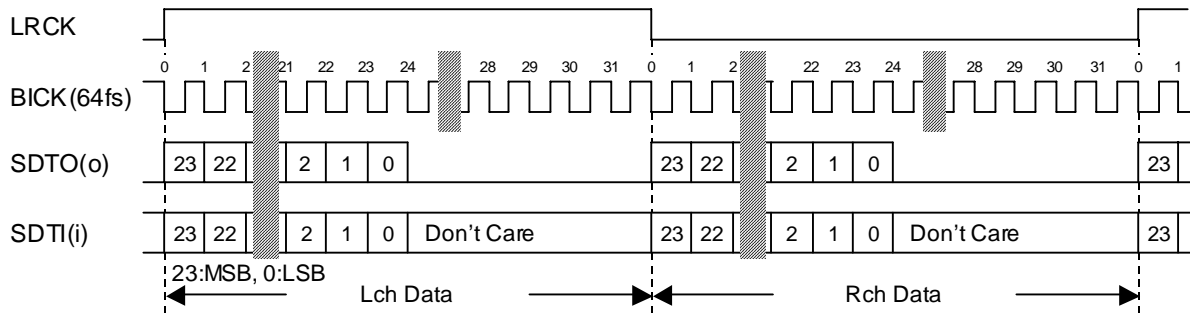 LRCK
0 1 2 21 22 23 24 28 29 30 31 0 1 2 22 23 24 28 29 30 31 0 1
BICK(64fs)
SDTO(o) 23 22 2 1 0 23 22 2 1 0 23
SDTI(i) 23 22 2 1 0 Don't Care 23 22 2 1 0 Don't Care 23
23:MSB, 0:LSB
Lch Data Rch Data